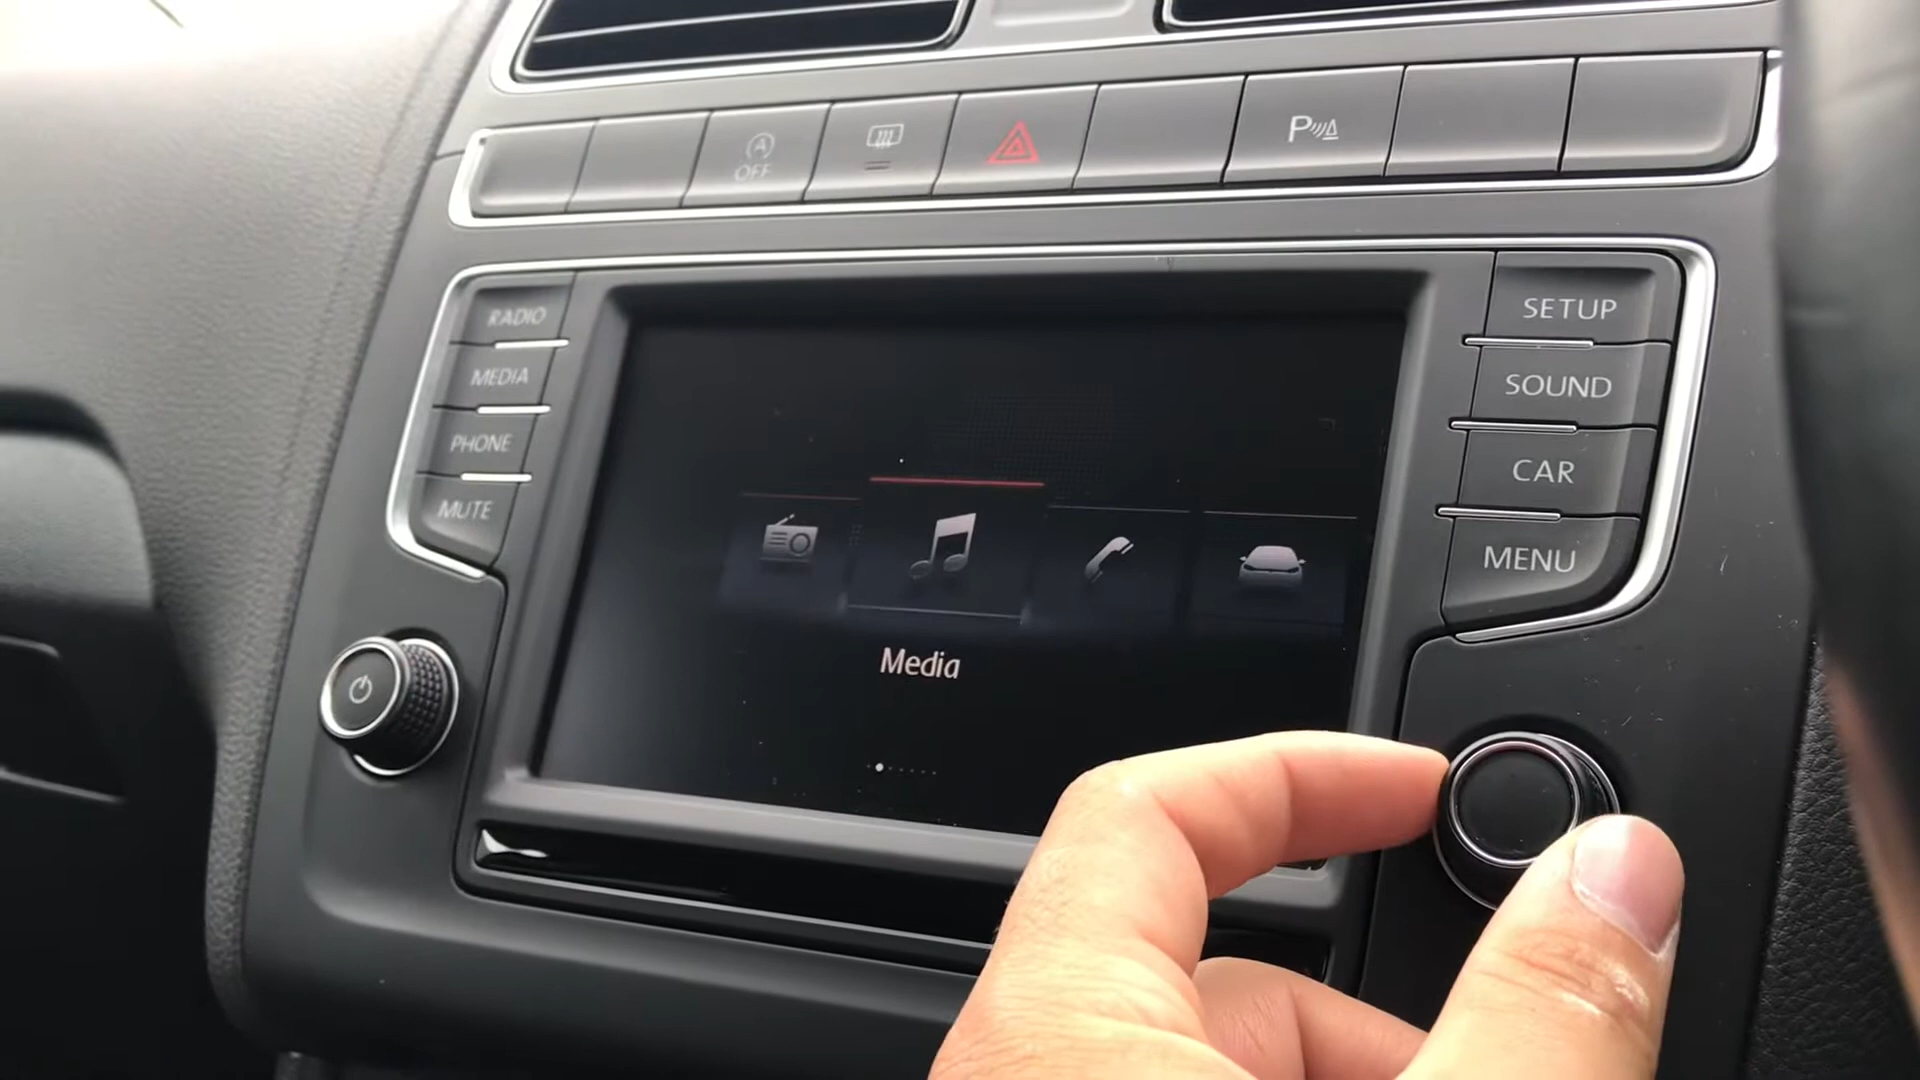 OFF
A
P
RADIO
MEDIA
PHONE
MUTE
SETUP
SOUND
CAR
MENU
Media